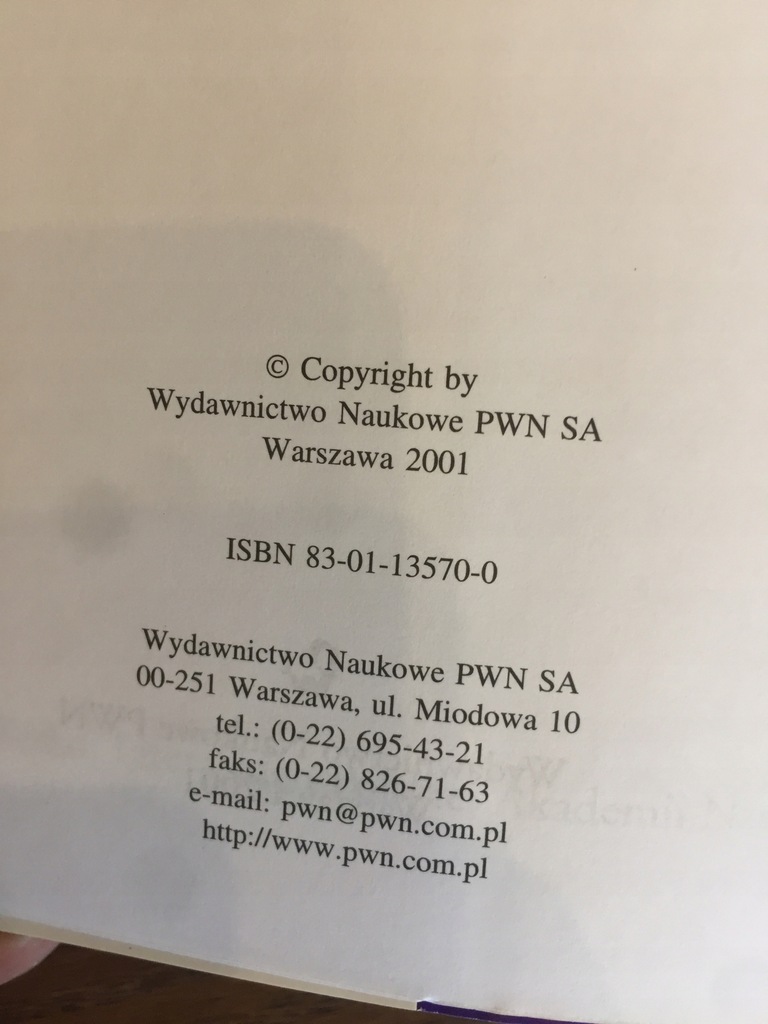 © Copyright by
Wydawnictwo Naukowe PWN SA
Warszawa 2001
ISBN 83-01-13570-0
Wydawnictwo Naukowe PWN SA
00-251 Warszawa, ul. Miodowa 10
tel.: (0-22) 695-43-21
faks: (0-22) 826-71-63
e-mail: pwn@pwn.com.pl
http://www.pwn.com.pl